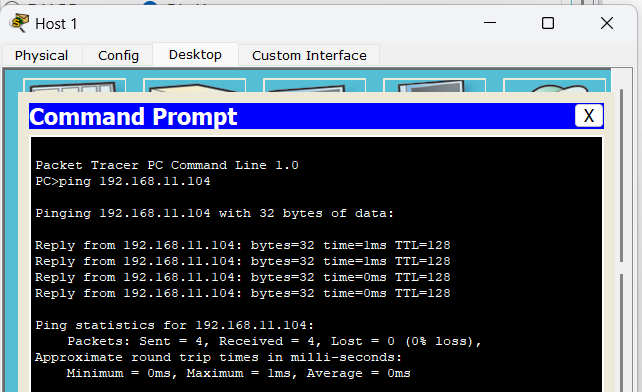 Host 1
Physical Config Desktop Custom Interface
Command Prompt X
Packet Tracer PC Command Line 1.0
PC>ping 192.168.11.104
Pinging 192.168.11.104 with 32 bytes of data:
Reply from 192.168.11.104: bytes=32 time=1ms TTL=128
Reply from 192.168.11.104: bytes=32 time=1ms TTL=128
Reply from 192.168.11.104: bytes=32 time=0ms TTL=128
Reply from 192.168.11.104: bytes=32 time=0ms TTL=128
Ping statistics for 192.168.11.104:
Packets: Sent = 4, Received = 4, Lost = 0 (0% loss),
Approximate round trip times in milli-seconds:
Minimum = 0ms, Maximum = 1ms, Average = 0ms